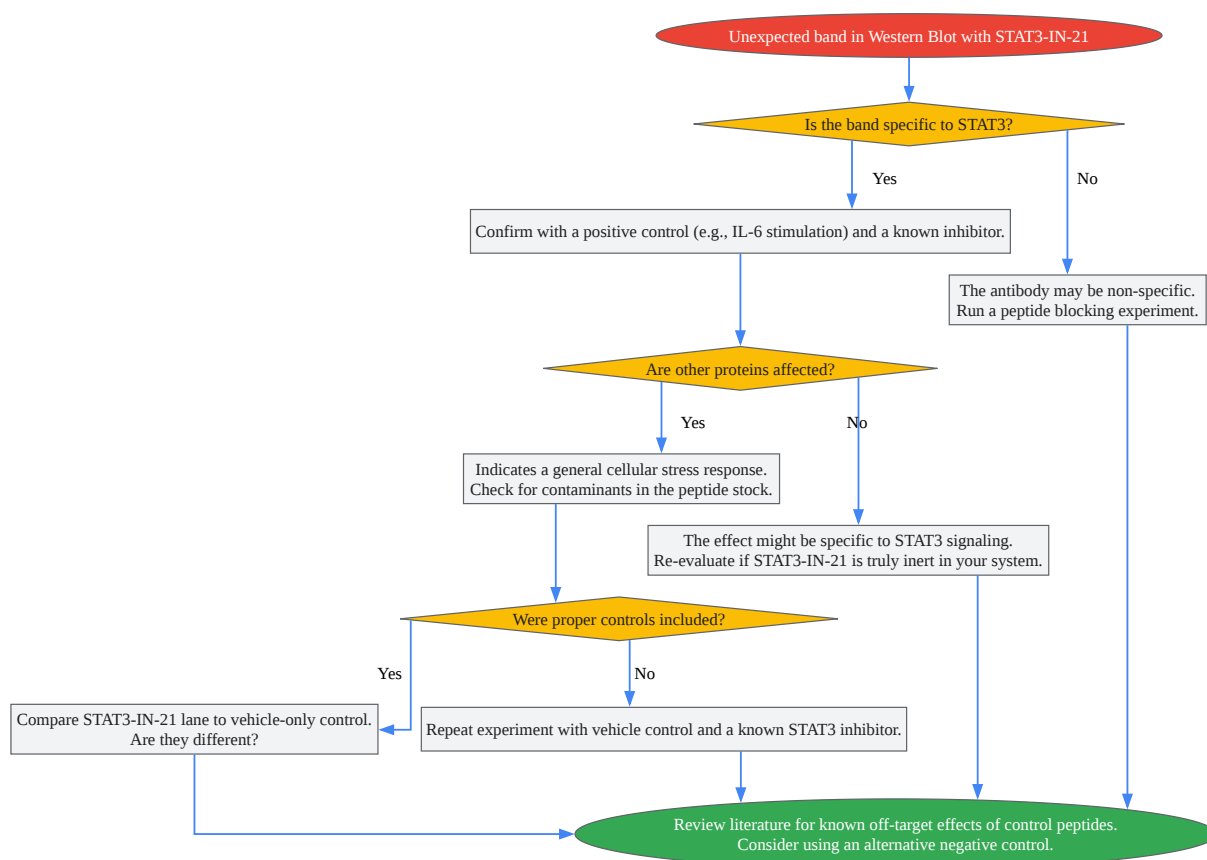 Unexpected band in Western Blot with STAT3-IN-21
Is the band specific to STAT3?
Yes
No
Confirm with a positive control (e.g., IL-6 stimulation) and a known inhibitor.
The antibody may be non-specific.
Run a peptide blocking experiment.
Are other proteins affected?
Yes
No
Indicates a general cellular stress response.
Check for contaminants in the peptide stock.
The effect might be specific to STAT3 signaling.
Re-evaluate if STAT3-IN-21 is truly inert in your system.
Were proper controls included?
Yes
No
Compare STAT3-IN-21 lane to vehicle-only control.
Are they different?
Repeat experiment with vehicle control and a known STAT3 inhibitor.
Review literature for known off-target effects of control peptides.
Consider using an alternative negative control.